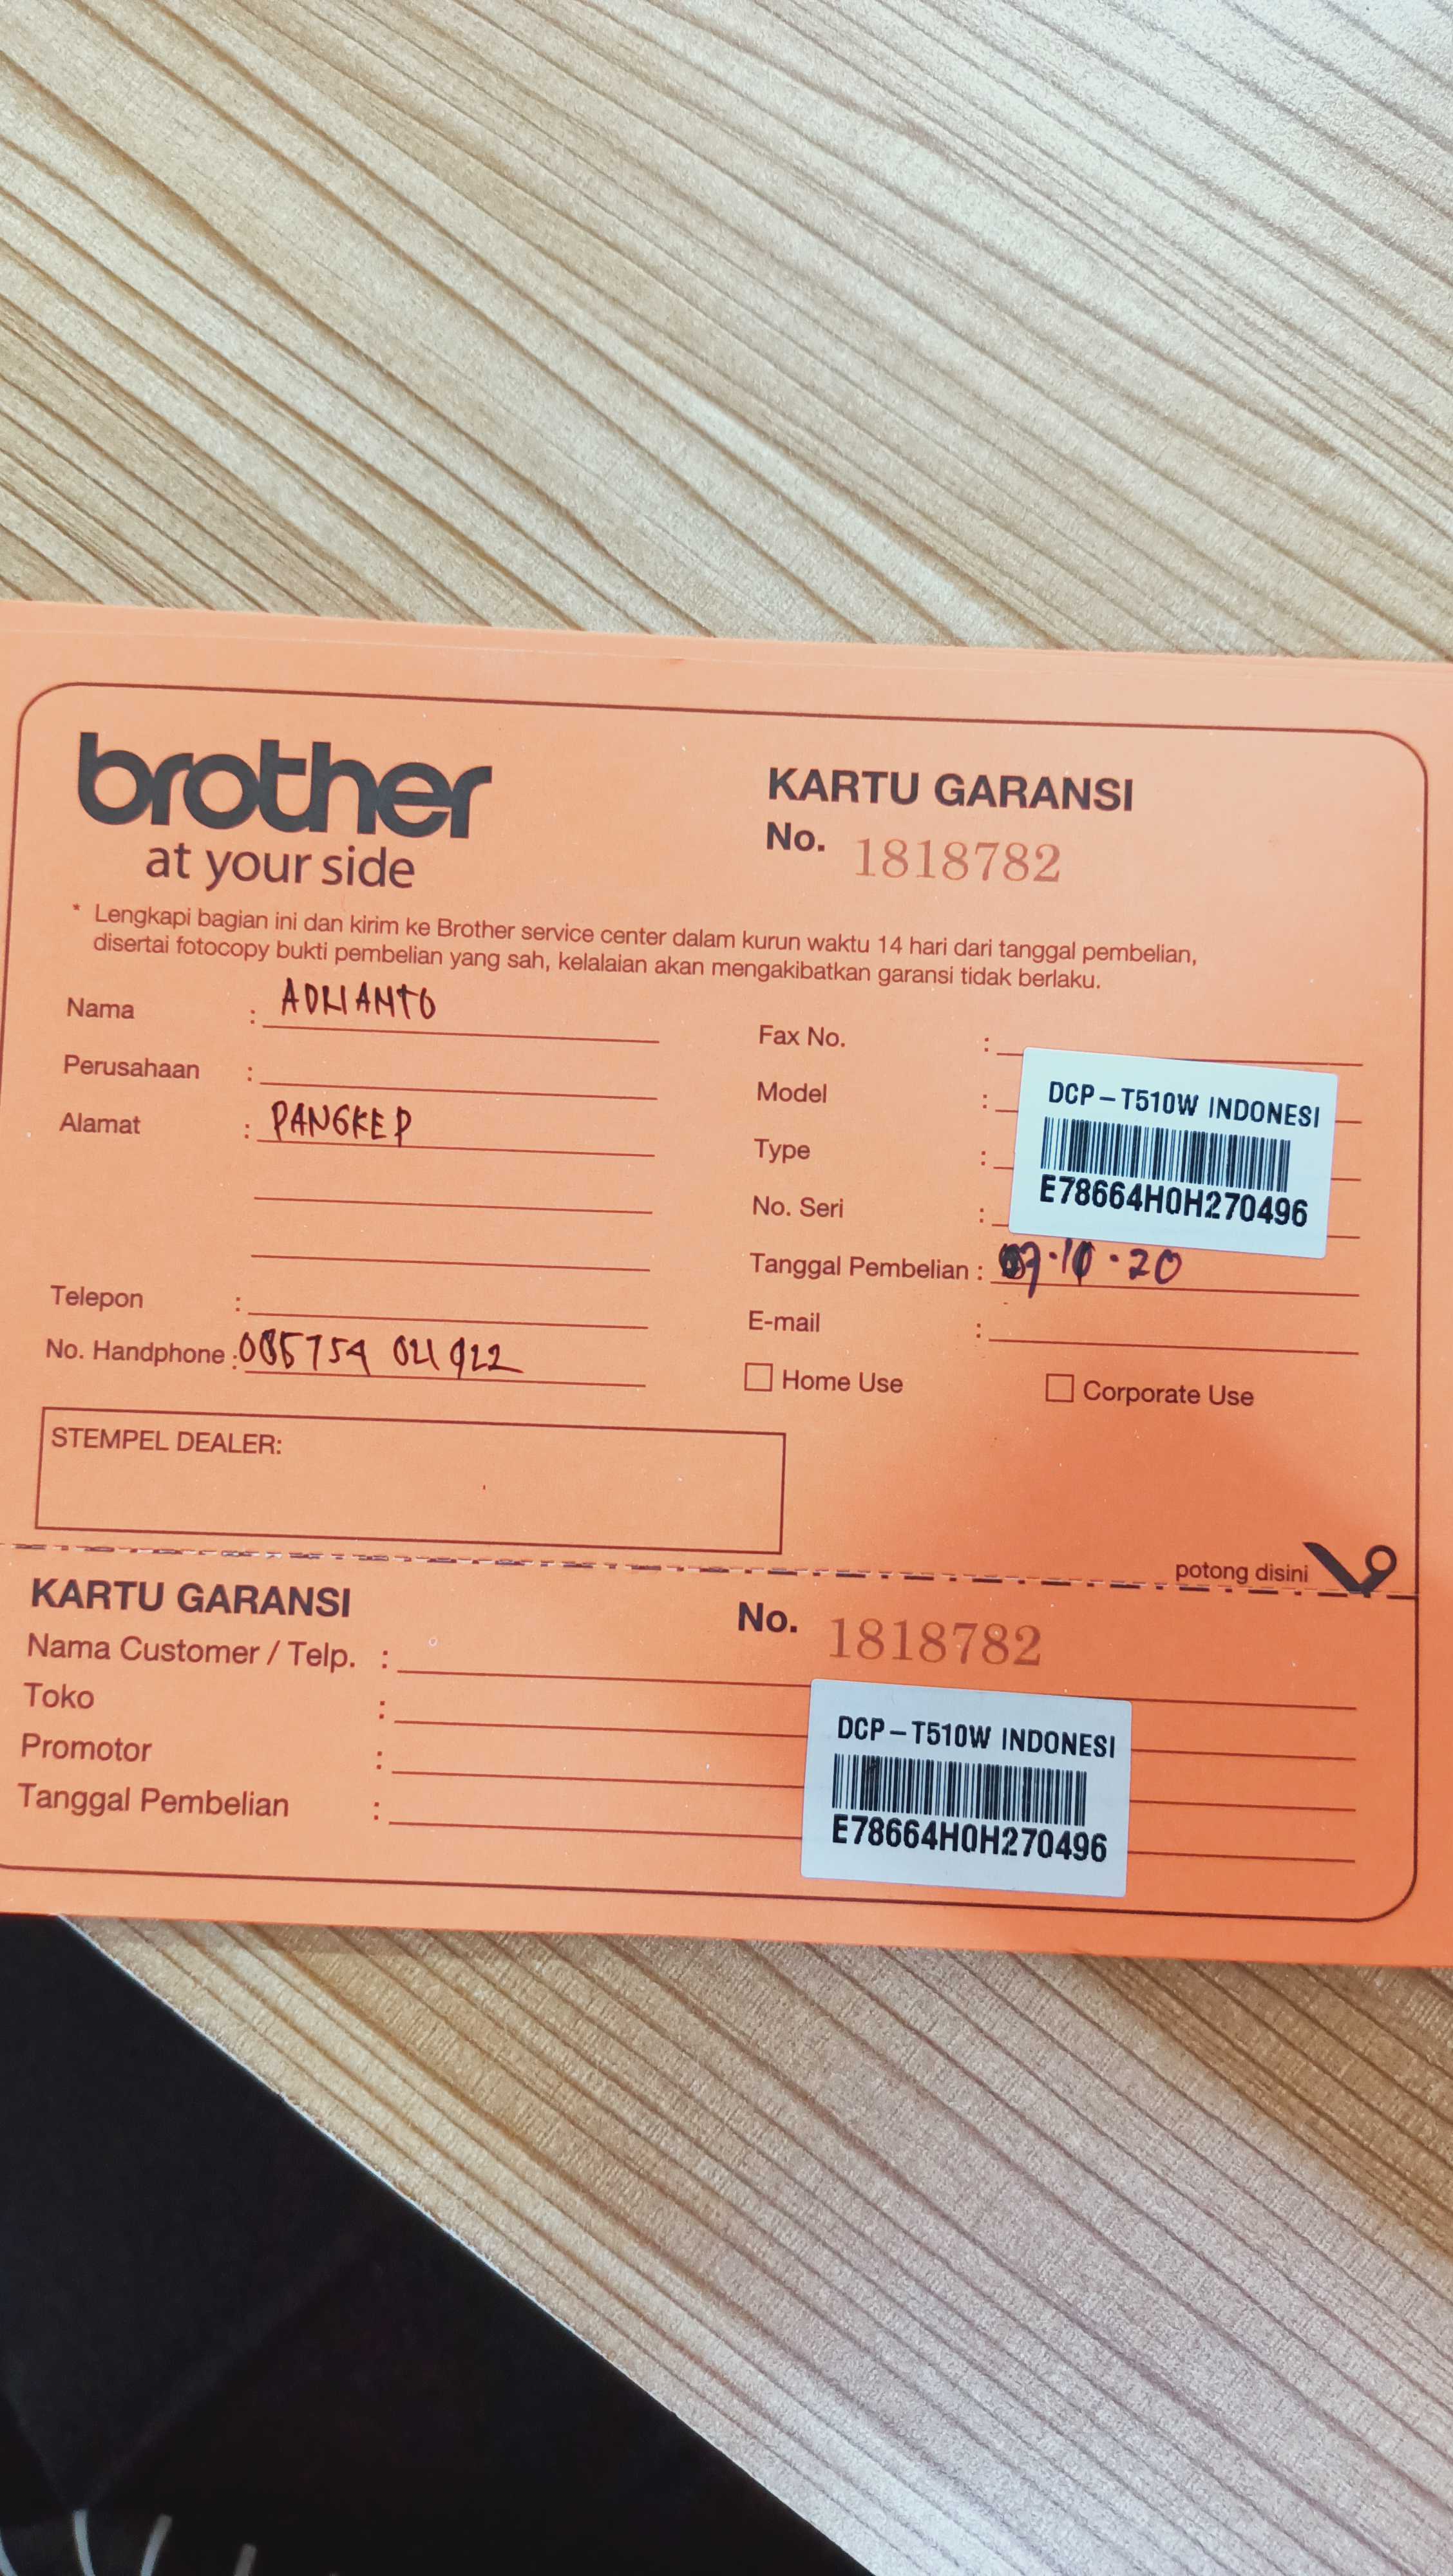 brother
at your side
KARTU GARANSI
No. 1818782
* Lengkapi bagian ini dan kirim ke Brother service center dalam kurun waktu 14 hari dari tanggal pembelian,
disertai fotocopy bukti pembelian yang sah, kelalaian akan mengakibatkan garansi tidak berlaku.
Nama : ADRIANTO
Perusahaan :
Alamat : PANGKEP
Telepon :
No. Handphone : 085754 021922
Fax No. :
Model :
Type :
No. Seri :
DCP-T510W INDONESI
E78664H0H270496
Tanggal Pembelian : 07.10.20
E-mail :
Home Use
Corporate Use
STEMPEL DEALER:
potong disini
KARTU GARANSI
No. 1818782
Nama Customer / Telp. :
Toko :
Promotor :
Tanggal Pembelian :
DCP-T510W INDONESI
E78664H0H270496